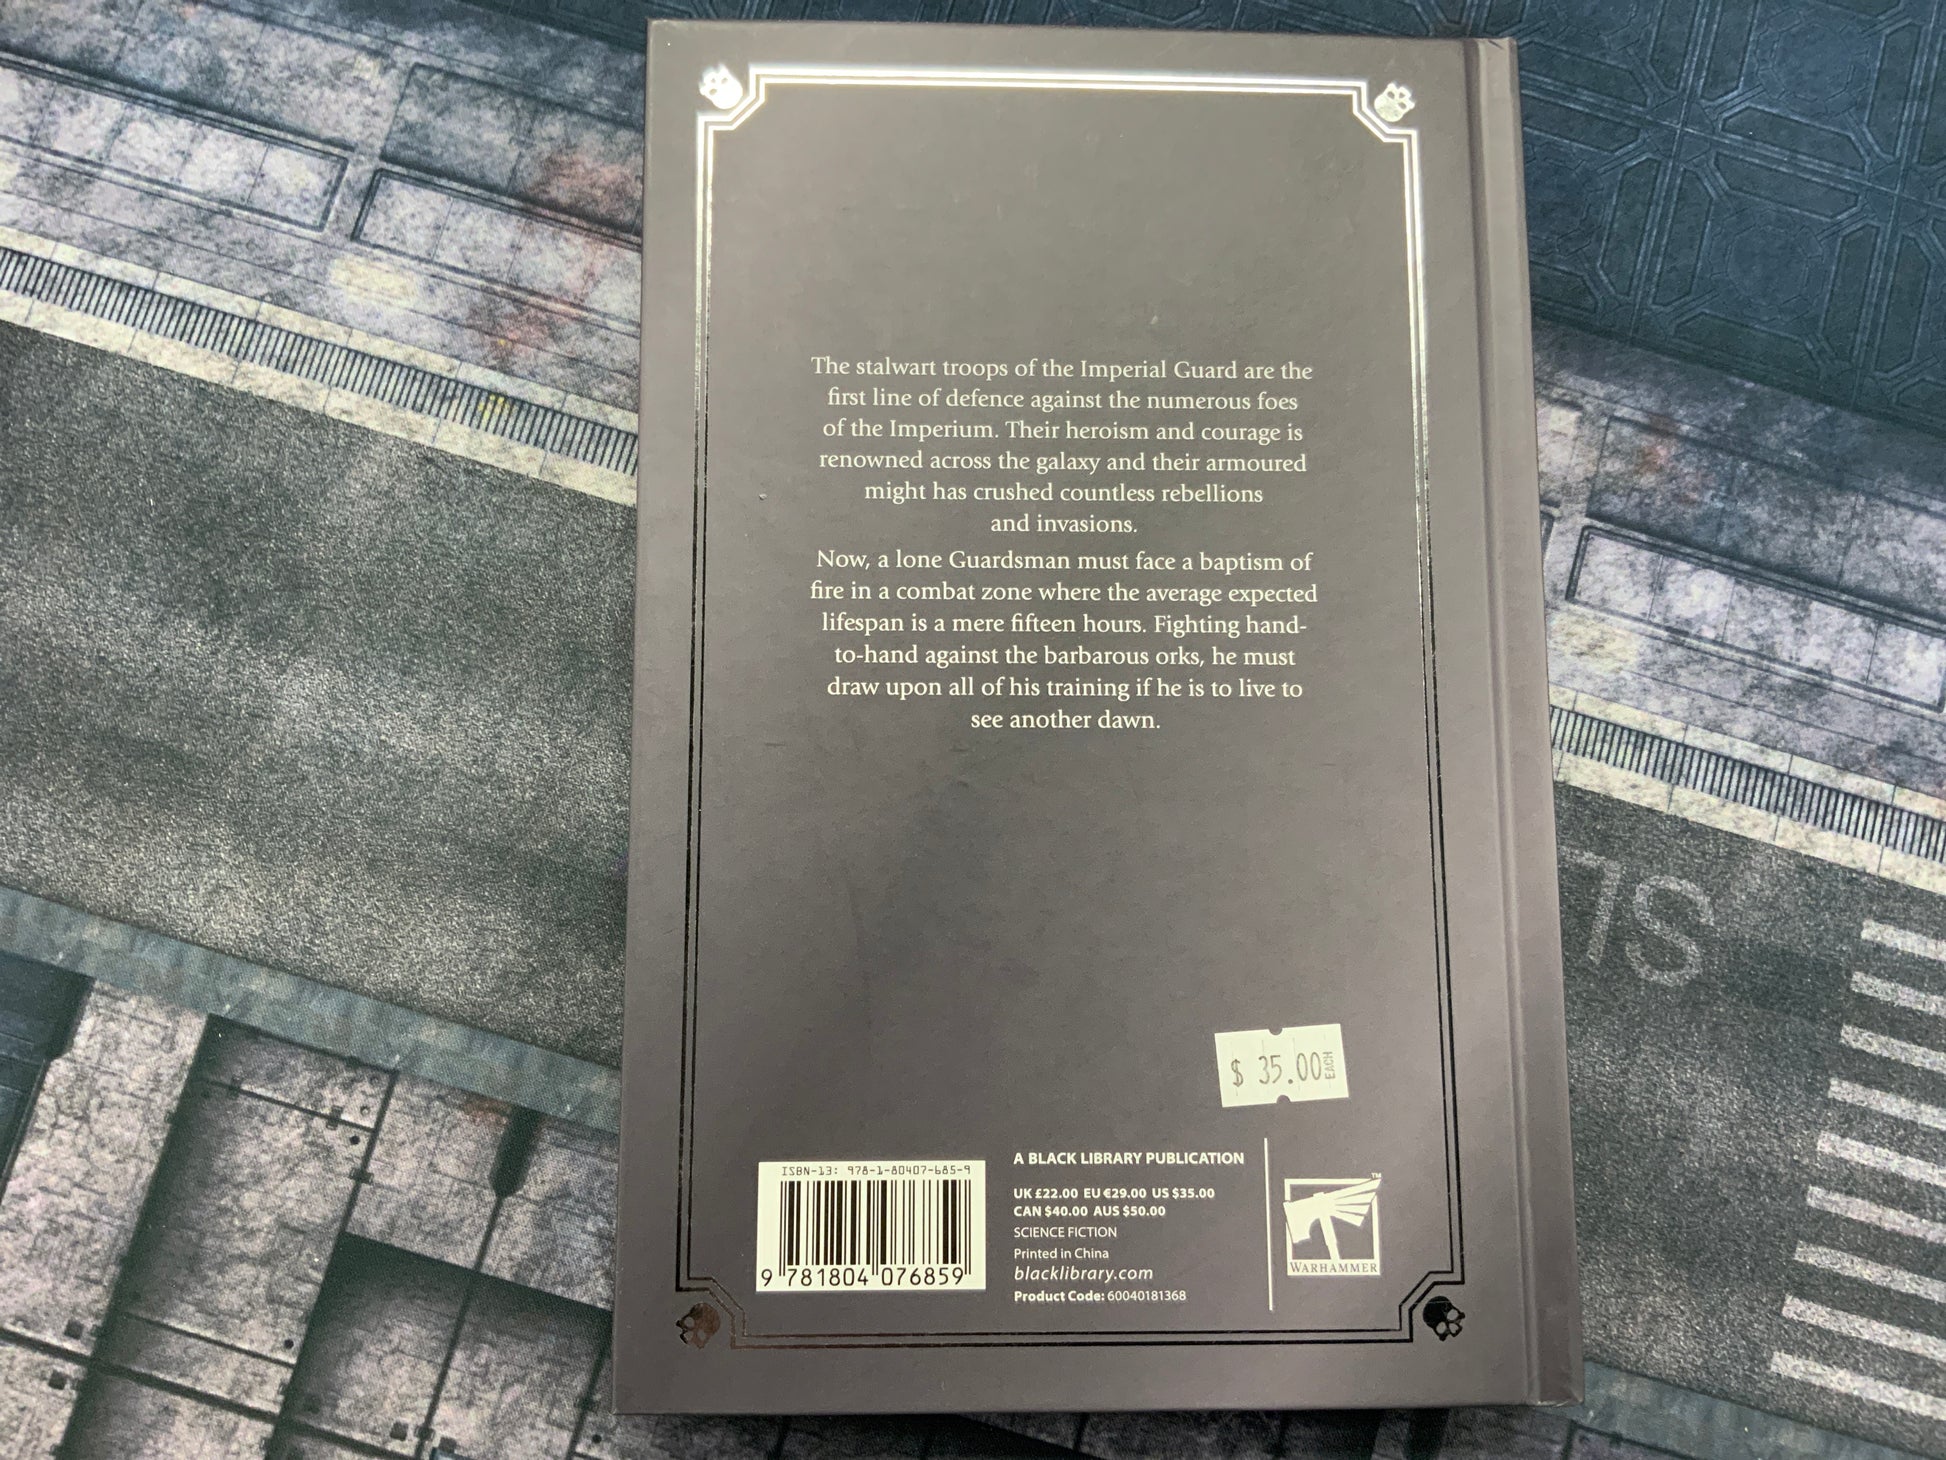 The stalwart troops of the Imperial Guard are the
first line of defence against the numerous foes
of the Imperium. Their heroism and courage is
renowned across the galaxy and their armoured
might has crushed countless rebellions
and invasions.
Now, a lone Guardsman must face a baptism of
fire in a combat zone where the average expected
lifespan is a mere fifteen hours. Fighting hand-
to-hand against the barbarous orks, he must
draw upon all of his training if he is to live to
see another dawn.
$ 35.00 EACH
ISBN-13: 978-1-80407-685-9
9 781804 076859
A BLACK LIBRARY PUBLICATION
UK £22.00 EU €29.00 US $35.00
CAN $40.00 AUS $50.00
SCIENCE FICTION
Printed in China
blacklibrary.com
Product Code: 60040181368
WARHAMMER™